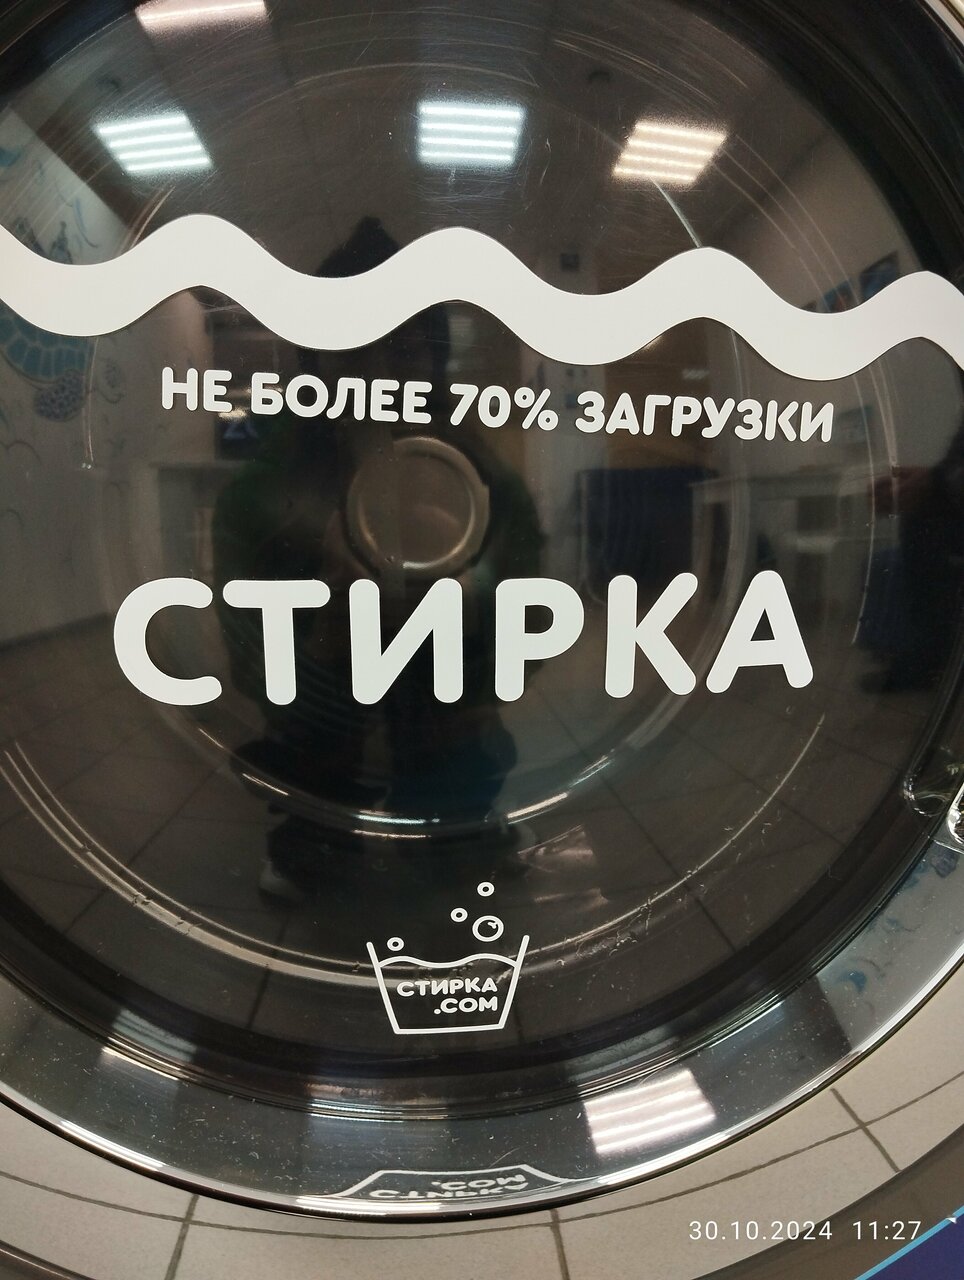 НЕ БОЛЕЕ 70% ЗАГРУЗКИ
СТИРКА
СТИРКА
.COM
30.10.2024 11:27